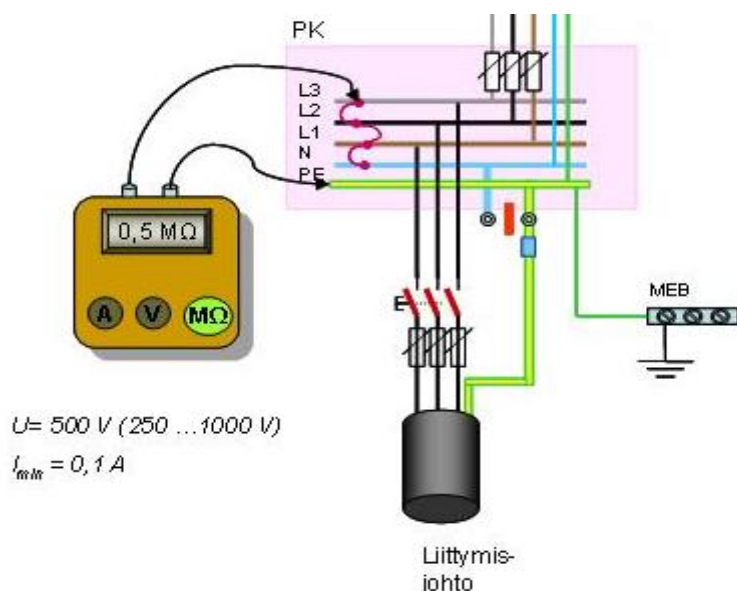 PK
L3
L2
L1
N
PE
0,5 MΩ
A V MΩ
E
MEB
U= 500 V (250 ...1000 V)
Imin = 0,1 A
Liittymis-
johto